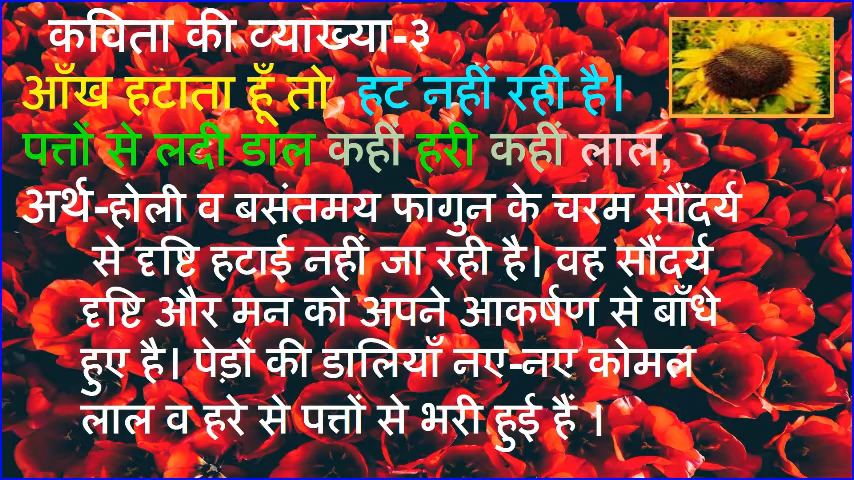 कविता की व्याख्या-३
आँख हटाता हूँ तो हट नहीं रही है।
पत्तों से लदी डाल कहीं हरी कहीं लाल,
अर्थ-होली व बसंतमय फागुन के चरम सौंदर्य
से दृष्टि हटाई नहीं जा रही है। वह सौंदर्य
दृष्टि और मन को अपने आकर्षण से बाँधे
हुए है। पेड़ों की डालियाँ नए-नए कोमल
लाल व हरे से पत्तों से भरी हुई हैं ।